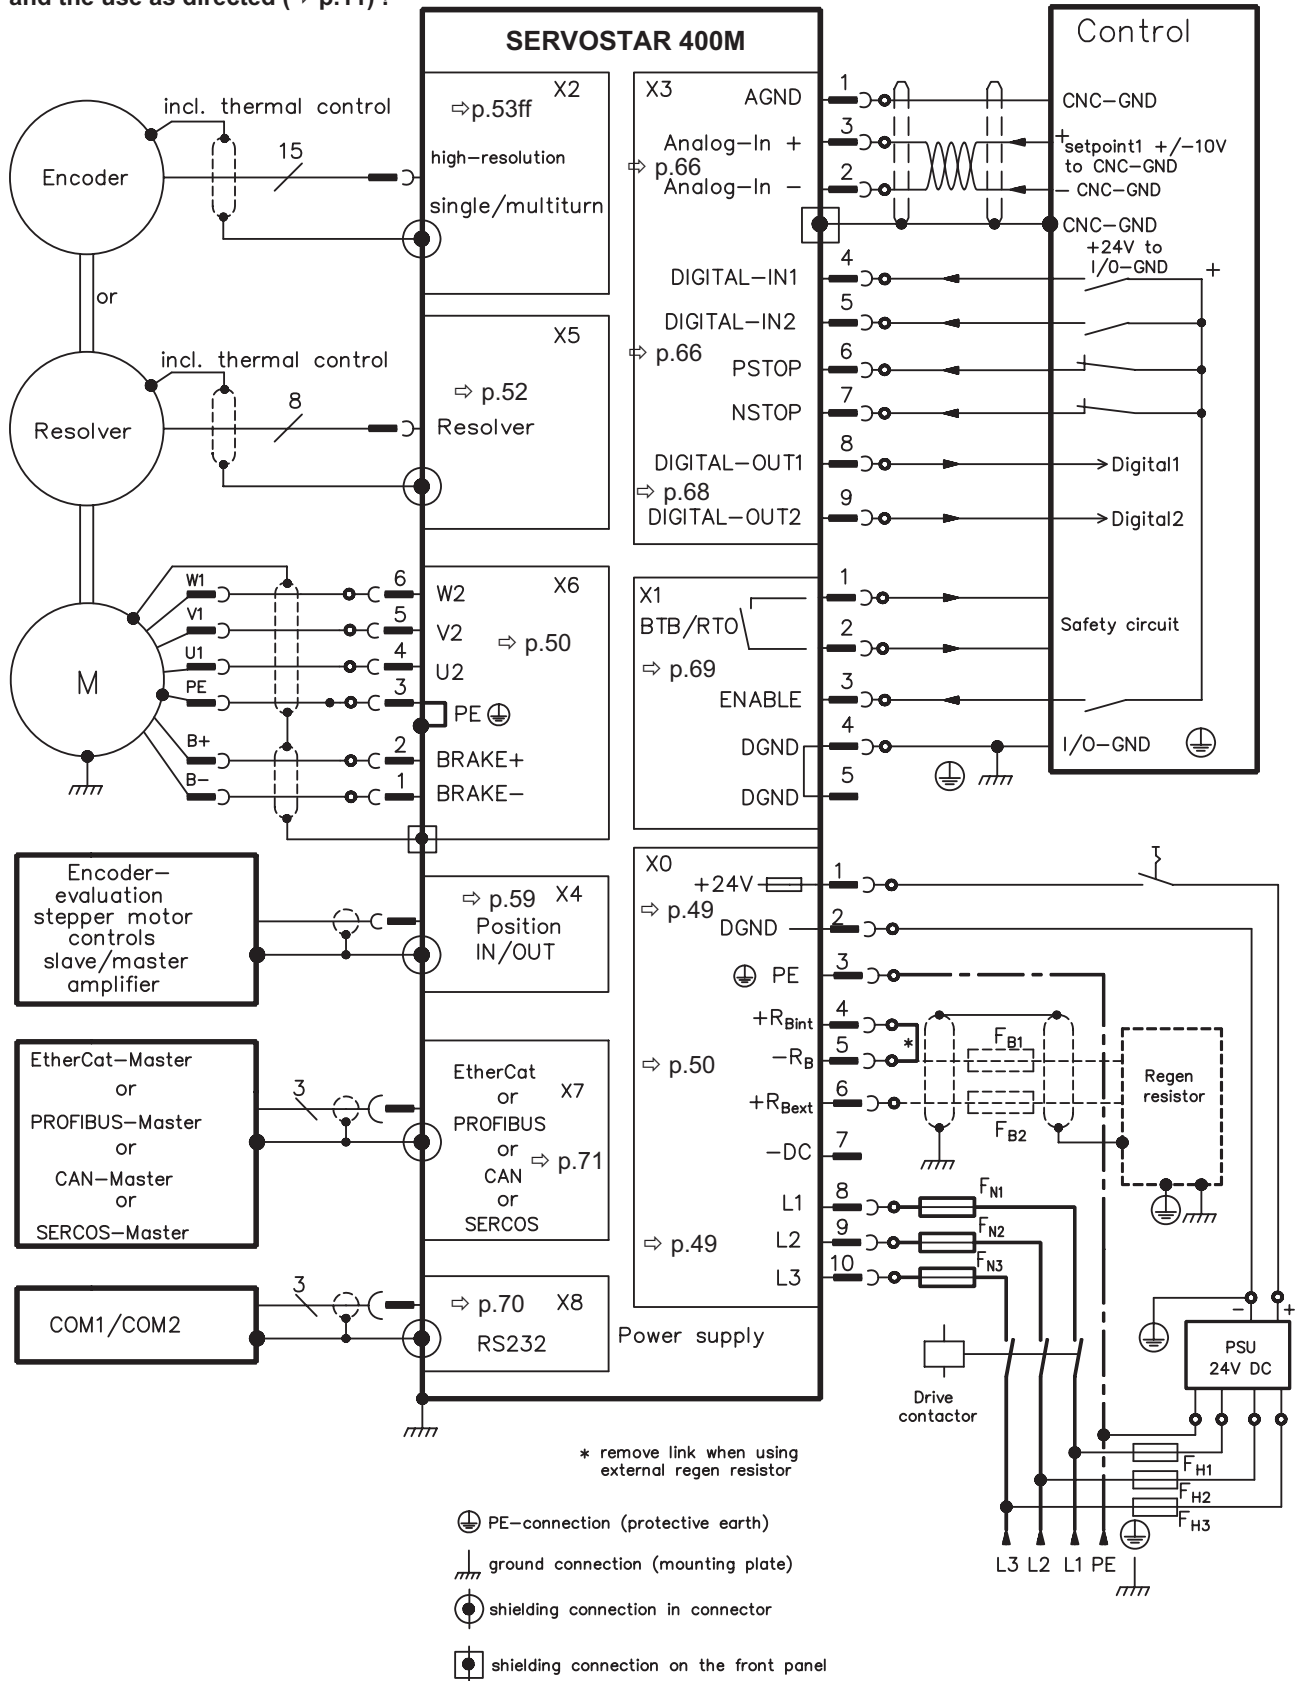 and the use as directed (⇨ p.11) !
SERVOSTAR 400M
Control
incl. thermal control
15
Encoder
or
X2
⇨p.53ff
high-resolution
single/multiturn
incl. thermal control
8
Resolver
X5
⇨ p.52
Resolver
W1
V1
U1
PE
B+
B-
M
6
5
4
3
2
1
X6
W2
V2
⇨ p.50
U2
PE
BRAKE+
BRAKE-
Encoder-
evaluation
stepper motor
controls
slave/master
amplifier
⇨ p.59 X4
Position
IN/OUT
EtherCat-Master
or
PROFIBUS-Master
or
CAN-Master
or
SERCOS-Master
3
EtherCat
or X7
PROFIBUS
or
CAN ⇨ p.71
or
SERCOS
COM1/COM2
3
⇨ p.70 X8
RS232
X3
AGND 1
Analog-In + 3
⇨ p.66
Analog-In - 2
DIGITAL-IN1 4
DIGITAL-IN2 5
⇨ p.66
PSTOP 6
NSTOP 7
DIGITAL-OUT1 8
⇨ p.68
DIGITAL-OUT2 9
CNC-GND
+
setpoint1 +/-10V
to CNC-GND
- CNC-GND
CNC-GND
+24V to
I/O-GND +
Digital1
Digital2
Safety circuit
I/O-GND
X1
BTB/RTO
⇨ p.69
1
2
ENABLE 3
DGND 4
DGND 5
X0
+24V 1
⇨ p.49
DGND 2
PE 3
+RBint 4
⇨ p.50
-RB 5
*
+RBext 6
-DC 7
L1 8
⇨ p.49
L2 9
L3 10
Power supply
FB1
FB2
Regen
resistor
FN1
FN2
FN3
Drive
contactor
- +
PSU
24V DC
FH1
FH2
FH3
L3 L2 L1 PE
* remove link when using
external regen resistor
PE-connection (protective earth)
ground connection (mounting plate)
shielding connection in connector
shielding connection on the front panel